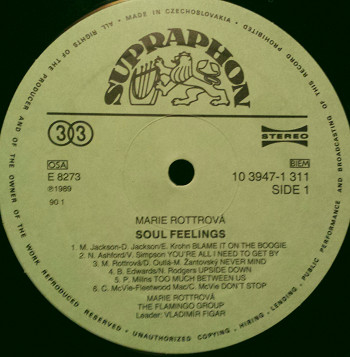 MADE IN CZECHOSLOVAKIA
ALL RIGHTS OF THE PRODUCER AND OF THE OWNER OF THE WORK REPRODUCED RESERVED • UNAUTHORIZED COPYING • HIRING • LENDING • PUBLIC PERFORMANCE AND BROADCASTING OF THIS RECORD PROHIBITED
SUPRAPHON
33
STEREO
OSA
BIEM
E 8273
10 3947-1 311
℗1989
SIDE 1
90 1
MARIE ROTTROVÁ
SOUL FEELINGS
1. M. Jackson-D. Jackson/E. Krohn BLAME IT ON THE BOOGIE
2. N. Ashford/V. Simpson YOU'RE ALL I NEED TO GET BY
3. M. Rottrová/D. Oullă-M. Žantovský NEVER MIND
4. B. Edwards/N. Rodgers UPSIDE DOWN
5. P. Millns TOO MUCH BETWEEN US
6. C. McVie-Fleetwood Mac/C. McVie DON'T STOP
MARIE ROTTROVÁ
THE FLAMINGO GROUP
Leader: VLADIMÍR FIGAR